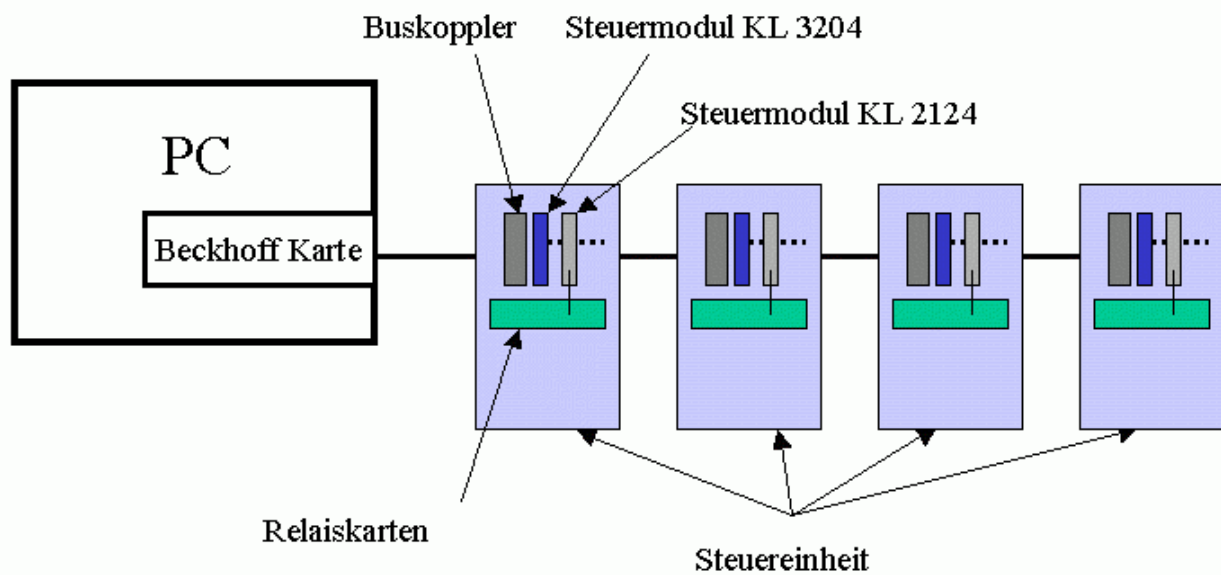 Buskoppler
Steuermodul KL 3204
Steuermodul KL 2124
PC
Beckhoff Karte
Relaiskarten
Steuereinheit